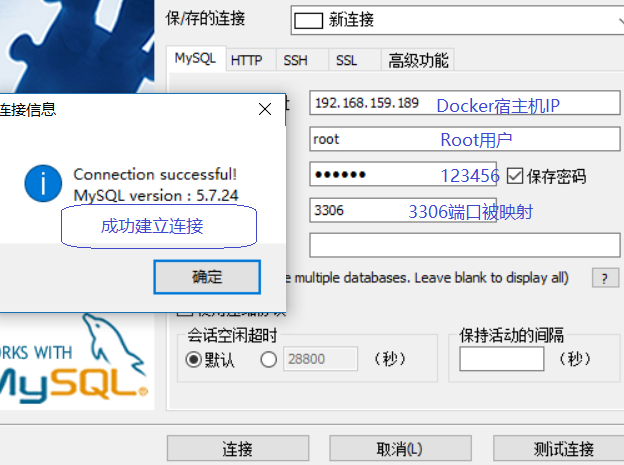 保/存的连接
新连接
MySQL
HTTP
SSH
SSL
高级功能
连接信息
192.168.159.189
Docker宿主机IP
root
Root用户
Connection successful!
MySQL version : 5.7.24
••••••
123456
保存密码
成功建立连接
3306
3306端口被映射
确定
multiple databases. Leave blank to display all)
?
会话空闲超时
保持活动的间隔
默认
28800
(秒)
(秒)
WITH
MySQL
连接
取消(L)
测试连接